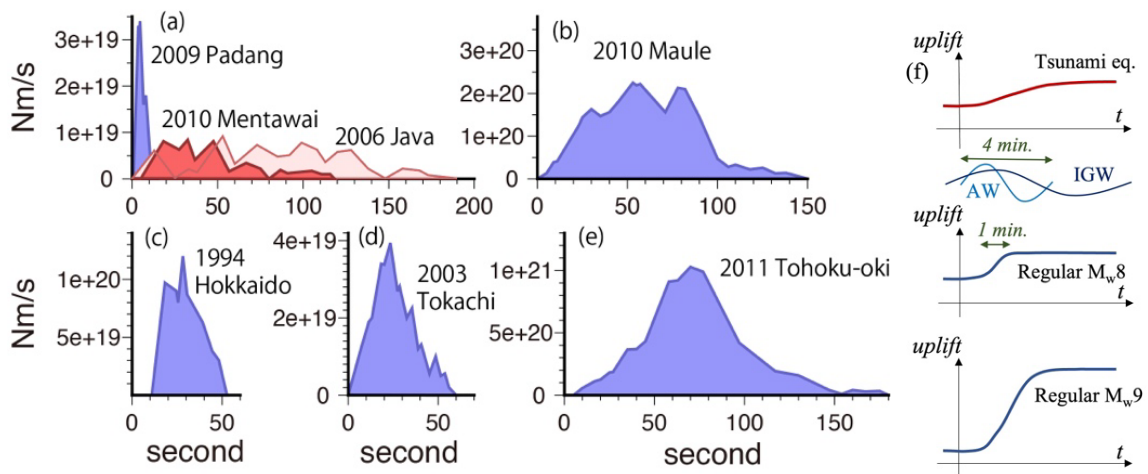 (a)
3e+19
2009 Padang
2e+19
Nm/s
2010 Mentawai
1e+19
2006 Java
0
0 50 100 150 200
(b)
3e+20
2010 Maule
2e+20
1e+20
0
0 50 100 150
(c)
1994
Hokkaido
1e+20
Nm/s
5e+19
0 50
second
(d)
4e+19
2003
Tokachi
2e+19
0
0 50
second
(e)
1e+21
2011 Tohoku-oki
5e+20
0
0 50 100 150
second
(f)
uplift
Tsunami eq.
t
4 min.
AW
IGW
1 min.
uplift
Regular Mw8
t
uplift
Regular Mw9
t